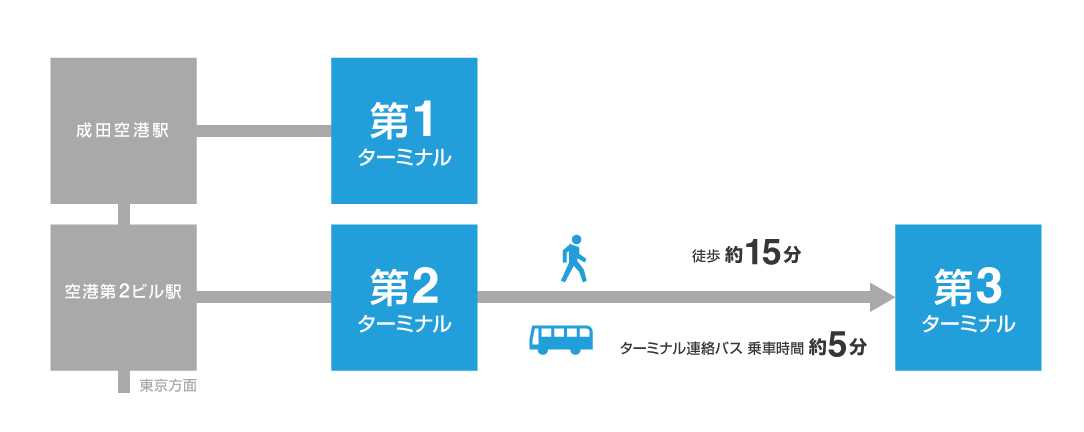 成田空港駅
第1
ターミナル
空港第2ビル駅
第2
ターミナル
徒歩 約15分
ターミナル連絡バス 乗車時間 約5分
第3
ターミナル
東京方面